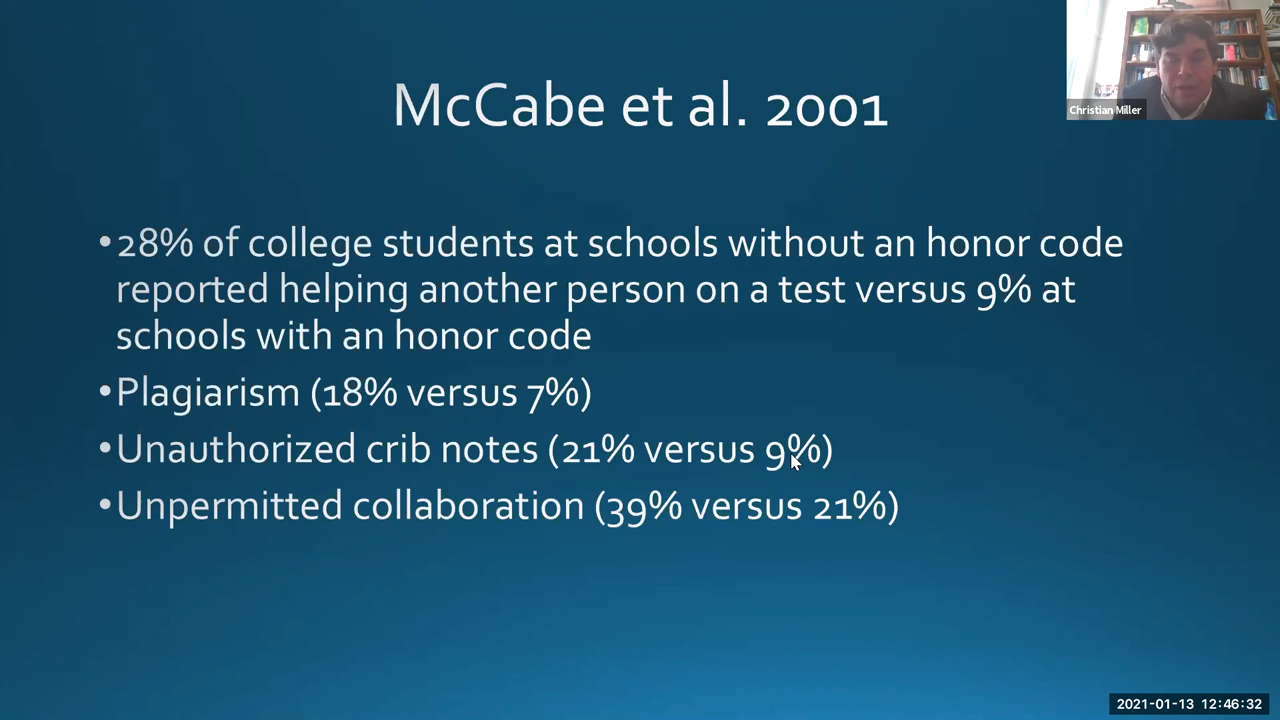 McCabe et al. 2001
Christian Miller
•28% of college students at schools without an honor code
reported helping another person on a test versus 9% at
schools with an honor code
•Plagiarism (18% versus 7%)
•Unauthorized crib notes (21% versus 9%)
•Unpermitted collaboration (39% versus 21%)
2021-01-13 12:46:32